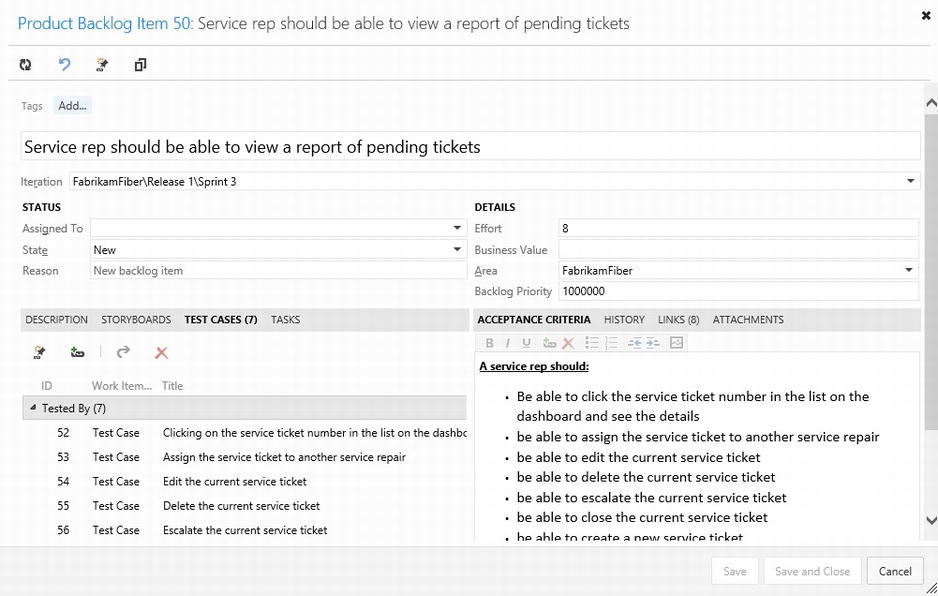 Product Backlog Item 50: Service rep should be able to view a report of pending tickets
Tags Add...
Service rep should be able to view a report of pending tickets
Iteration FabrikamFiber\Release 1\Sprint 3
STATUS
Assigned To
State New
Reason New backlog item
DETAILS
Effort 8
Business Value
Area FabrikamFiber
Backlog Priority 1000000
DESCRIPTION STORYBOARDS TEST CASES (7) TASKS
ID Work Item... Title
Tested By (7)
52 Test Case Clicking on the service ticket number in the list on the dashbc
53 Test Case Assign the service ticket to another service repair
54 Test Case Edit the current service ticket
55 Test Case Delete the current service ticket
56 Test Case Escalate the current service ticket
ACCEPTANCE CRITERIA HISTORY LINKS (8) ATTACHMENTS
B I U
A service rep should:
• Be able to click the service ticket number in the list on the
dashboard and see the details
• be able to assign the service ticket to another service repair
• be able to edit the current service ticket
• be able to delete the current service ticket
• be able to escalate the current service ticket
• be able to close the current service ticket
• be able to create a new service ticket
Save Save and Close Cancel